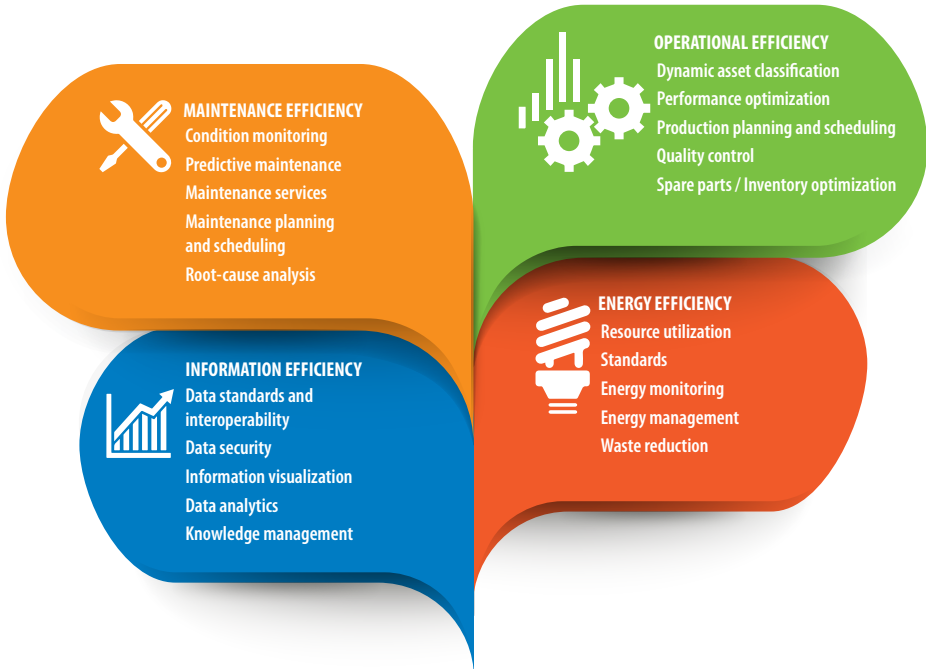 MAINTENANCE EFFICIENCY
Condition monitoring
Predictive maintenance
Maintenance services
Maintenance planning
and scheduling
Root-cause analysis
OPERATIONAL EFFICIENCY
Dynamic asset classification
Performance optimization
Production planning and scheduling
Quality control
Spare parts / Inventory optimization
INFORMATION EFFICIENCY
Data standards and
interoperability
Data security
Information visualization
Data analytics
Knowledge management
ENERGY EFFICIENCY
Resource utilization
Standards
Energy monitoring
Energy management
Waste reduction